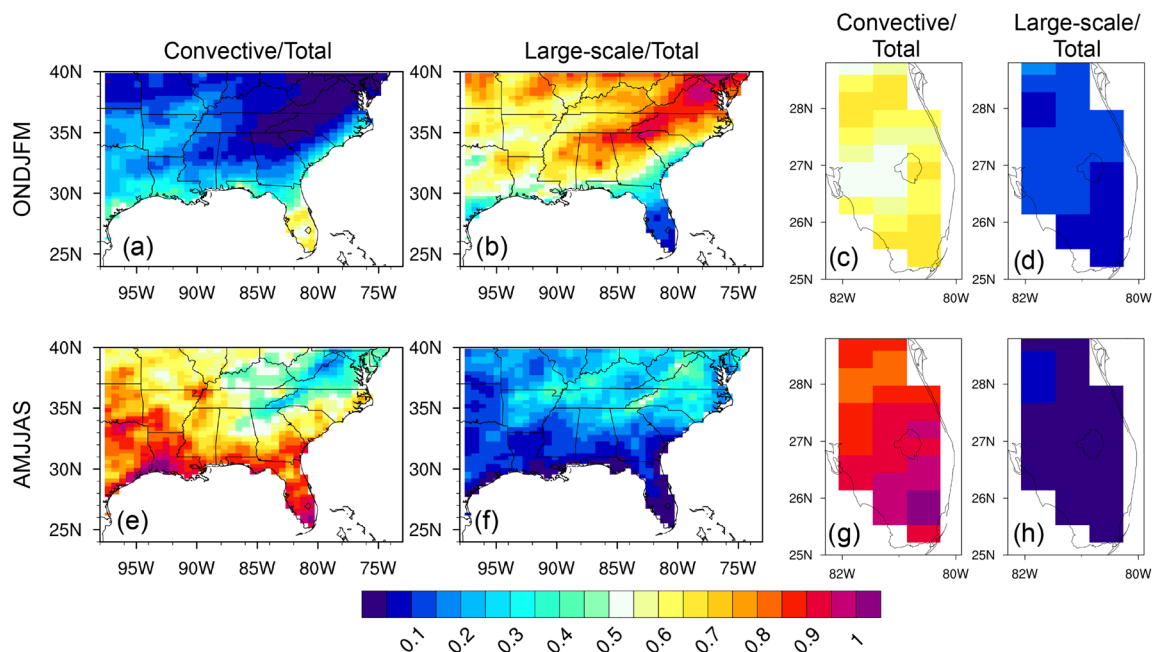 Convective/Total
Large-scale/Total
Convective/
Total
Large-scale/
Total
ONDJFM
40N
35N
30N
25N
(a)
95W 90W 85W 80W 75W
40N
35N
30N
25N
(b)
95W 90W 85W 80W 75W
28N
27N
26N
25N
(c)
82W 80W
28N
27N
26N
25N
(d)
82W 80W
AMJJAS
40N
35N
30N
25N
(e)
95W 90W 85W 80W 75W
40N
35N
30N
25N
(f)
95W 90W 85W 80W 75W
28N
27N
26N
25N
(g)
82W 80W
28N
27N
26N
25N
(h)
82W 80W
0.1 0.2 0.3 0.4 0.5 0.6 0.7 0.8 0.9 1